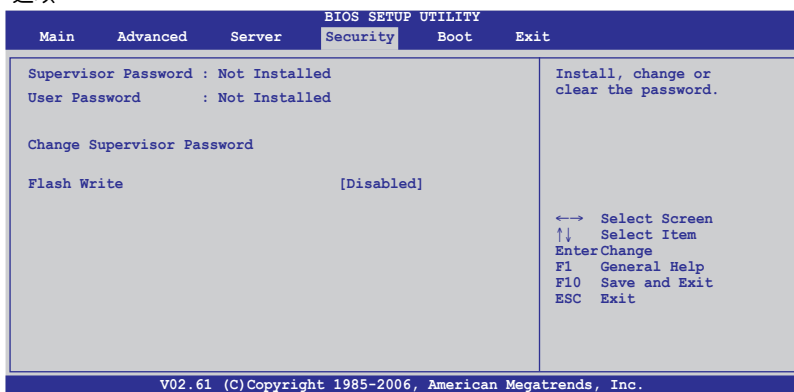 BIOS SETUP UTILITY
Main Advanced Server Security Boot Exit
Supervisor Password : Not Installed
User Password : Not Installed
Change Supervisor Password
Flash Write [Disabled]
Install, change or
clear the password.
←→ Select Screen
↑↓ Select Item
Enter Change
F1 General Help
F10 Save and Exit
ESC Exit
V02.61 (C)Copyright 1985-2006, American Megatrends, Inc.